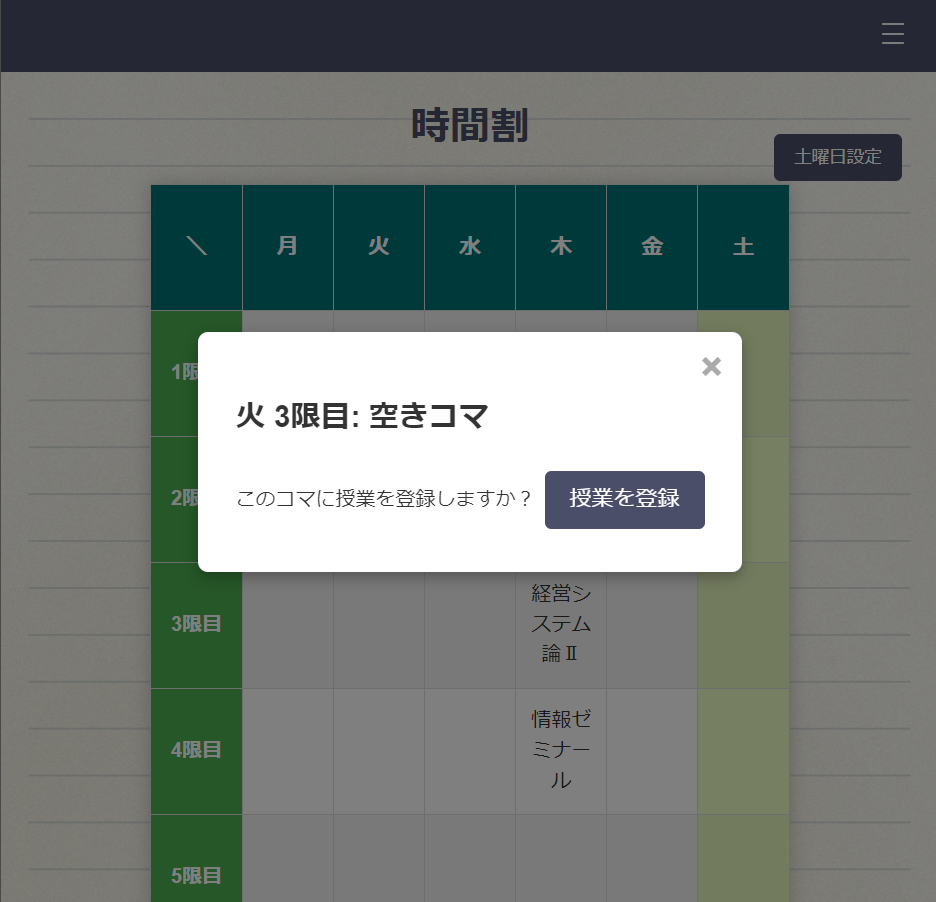 時間割
土曜日設定
＼ 月 火 水 木 金 土
1限
×
火 3限目: 空きコマ
2限
このコマに授業を登録しますか？ 授業を登録
3限目
経営シ
ステム
論Ⅱ
4限目
情報ゼ
ミナー
ル
5限目